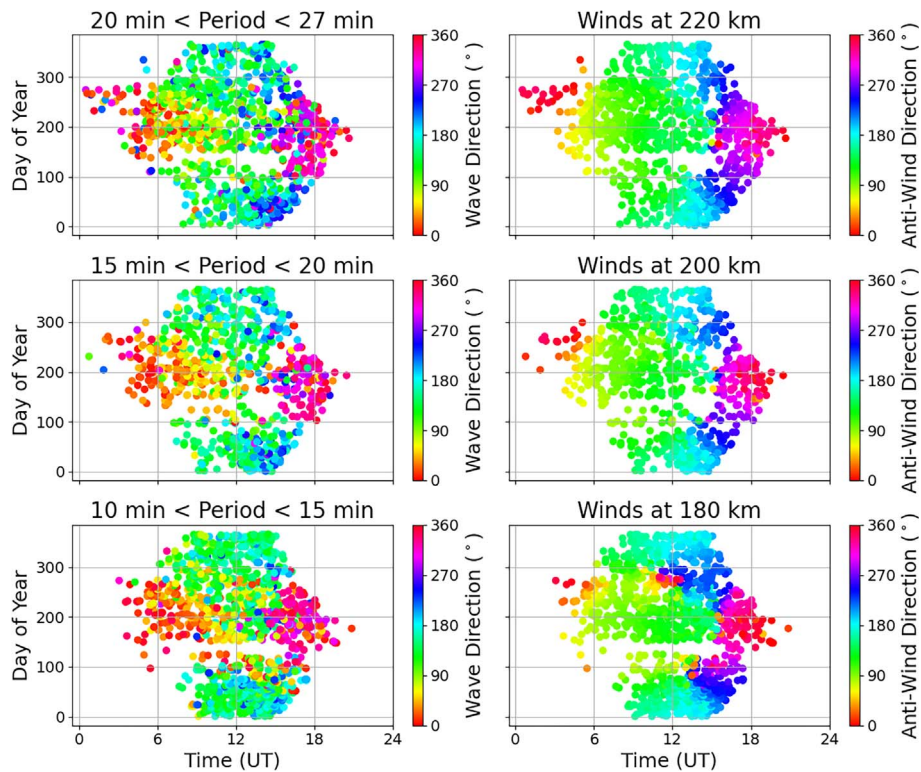 20 min < Period < 27 min
Day of Year
300
200
100
0
360
270
180
90
0
Wave Direction (°)
Winds at 220 km
360
270
180
90
0
Anti-Wind Direction (°)
15 min < Period < 20 min
Day of Year
300
200
100
0
360
270
180
90
0
Wave Direction (°)
Winds at 200 km
360
270
180
90
0
Anti-Wind Direction (°)
10 min < Period < 15 min
Day of Year
300
200
100
0
0 6 12 18 24
Time (UT)
360
270
180
90
0
Wave Direction (°)
Winds at 180 km
0 6 12 18 24
Time (UT)
360
270
180
90
0
Anti-Wind Direction (°)